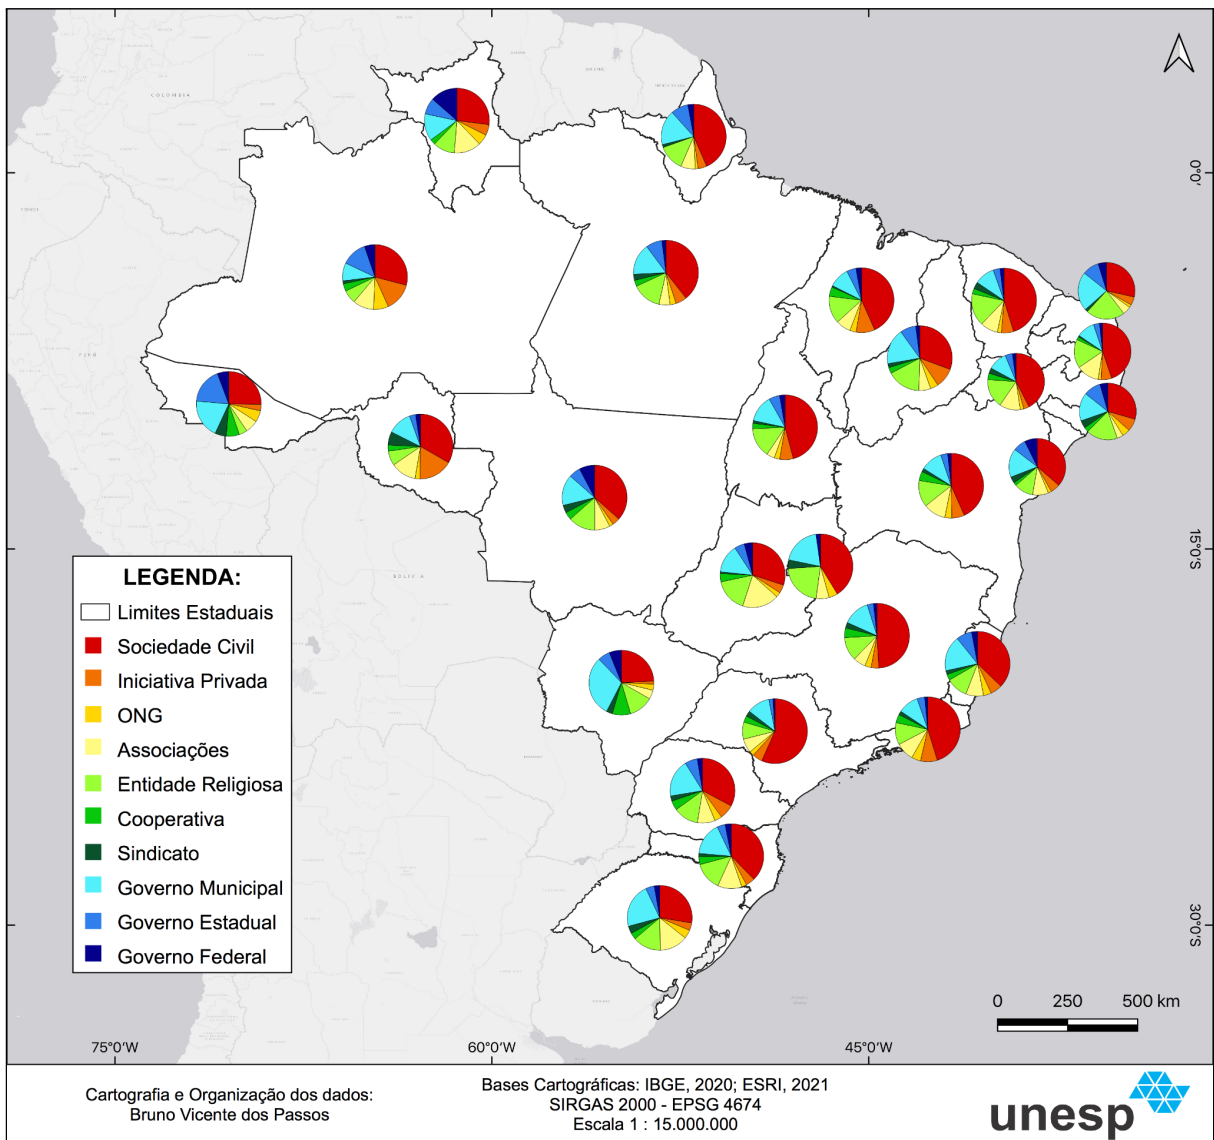 COLOMBIA
PERU
BOLIVIA
0°0'
15°0'S
30°0'S
LEGENDA:
Limites Estaduais
Sociedade Civil
Iniciativa Privada
ONG
Associações
Entidade Religiosa
Cooperativa
Sindicato
Governo Municipal
Governo Estadual
Governo Federal
0 250 500 km
75°0'W 60°0'W 45°0'W
Cartografia e Organização dos dados:
Bruno Vicente dos Passos
Bases Cartográficas: IBGE, 2020; ESRI, 2021
SIRGAS 2000 - EPSG 4674
Escala 1 : 15.000.000
unesp